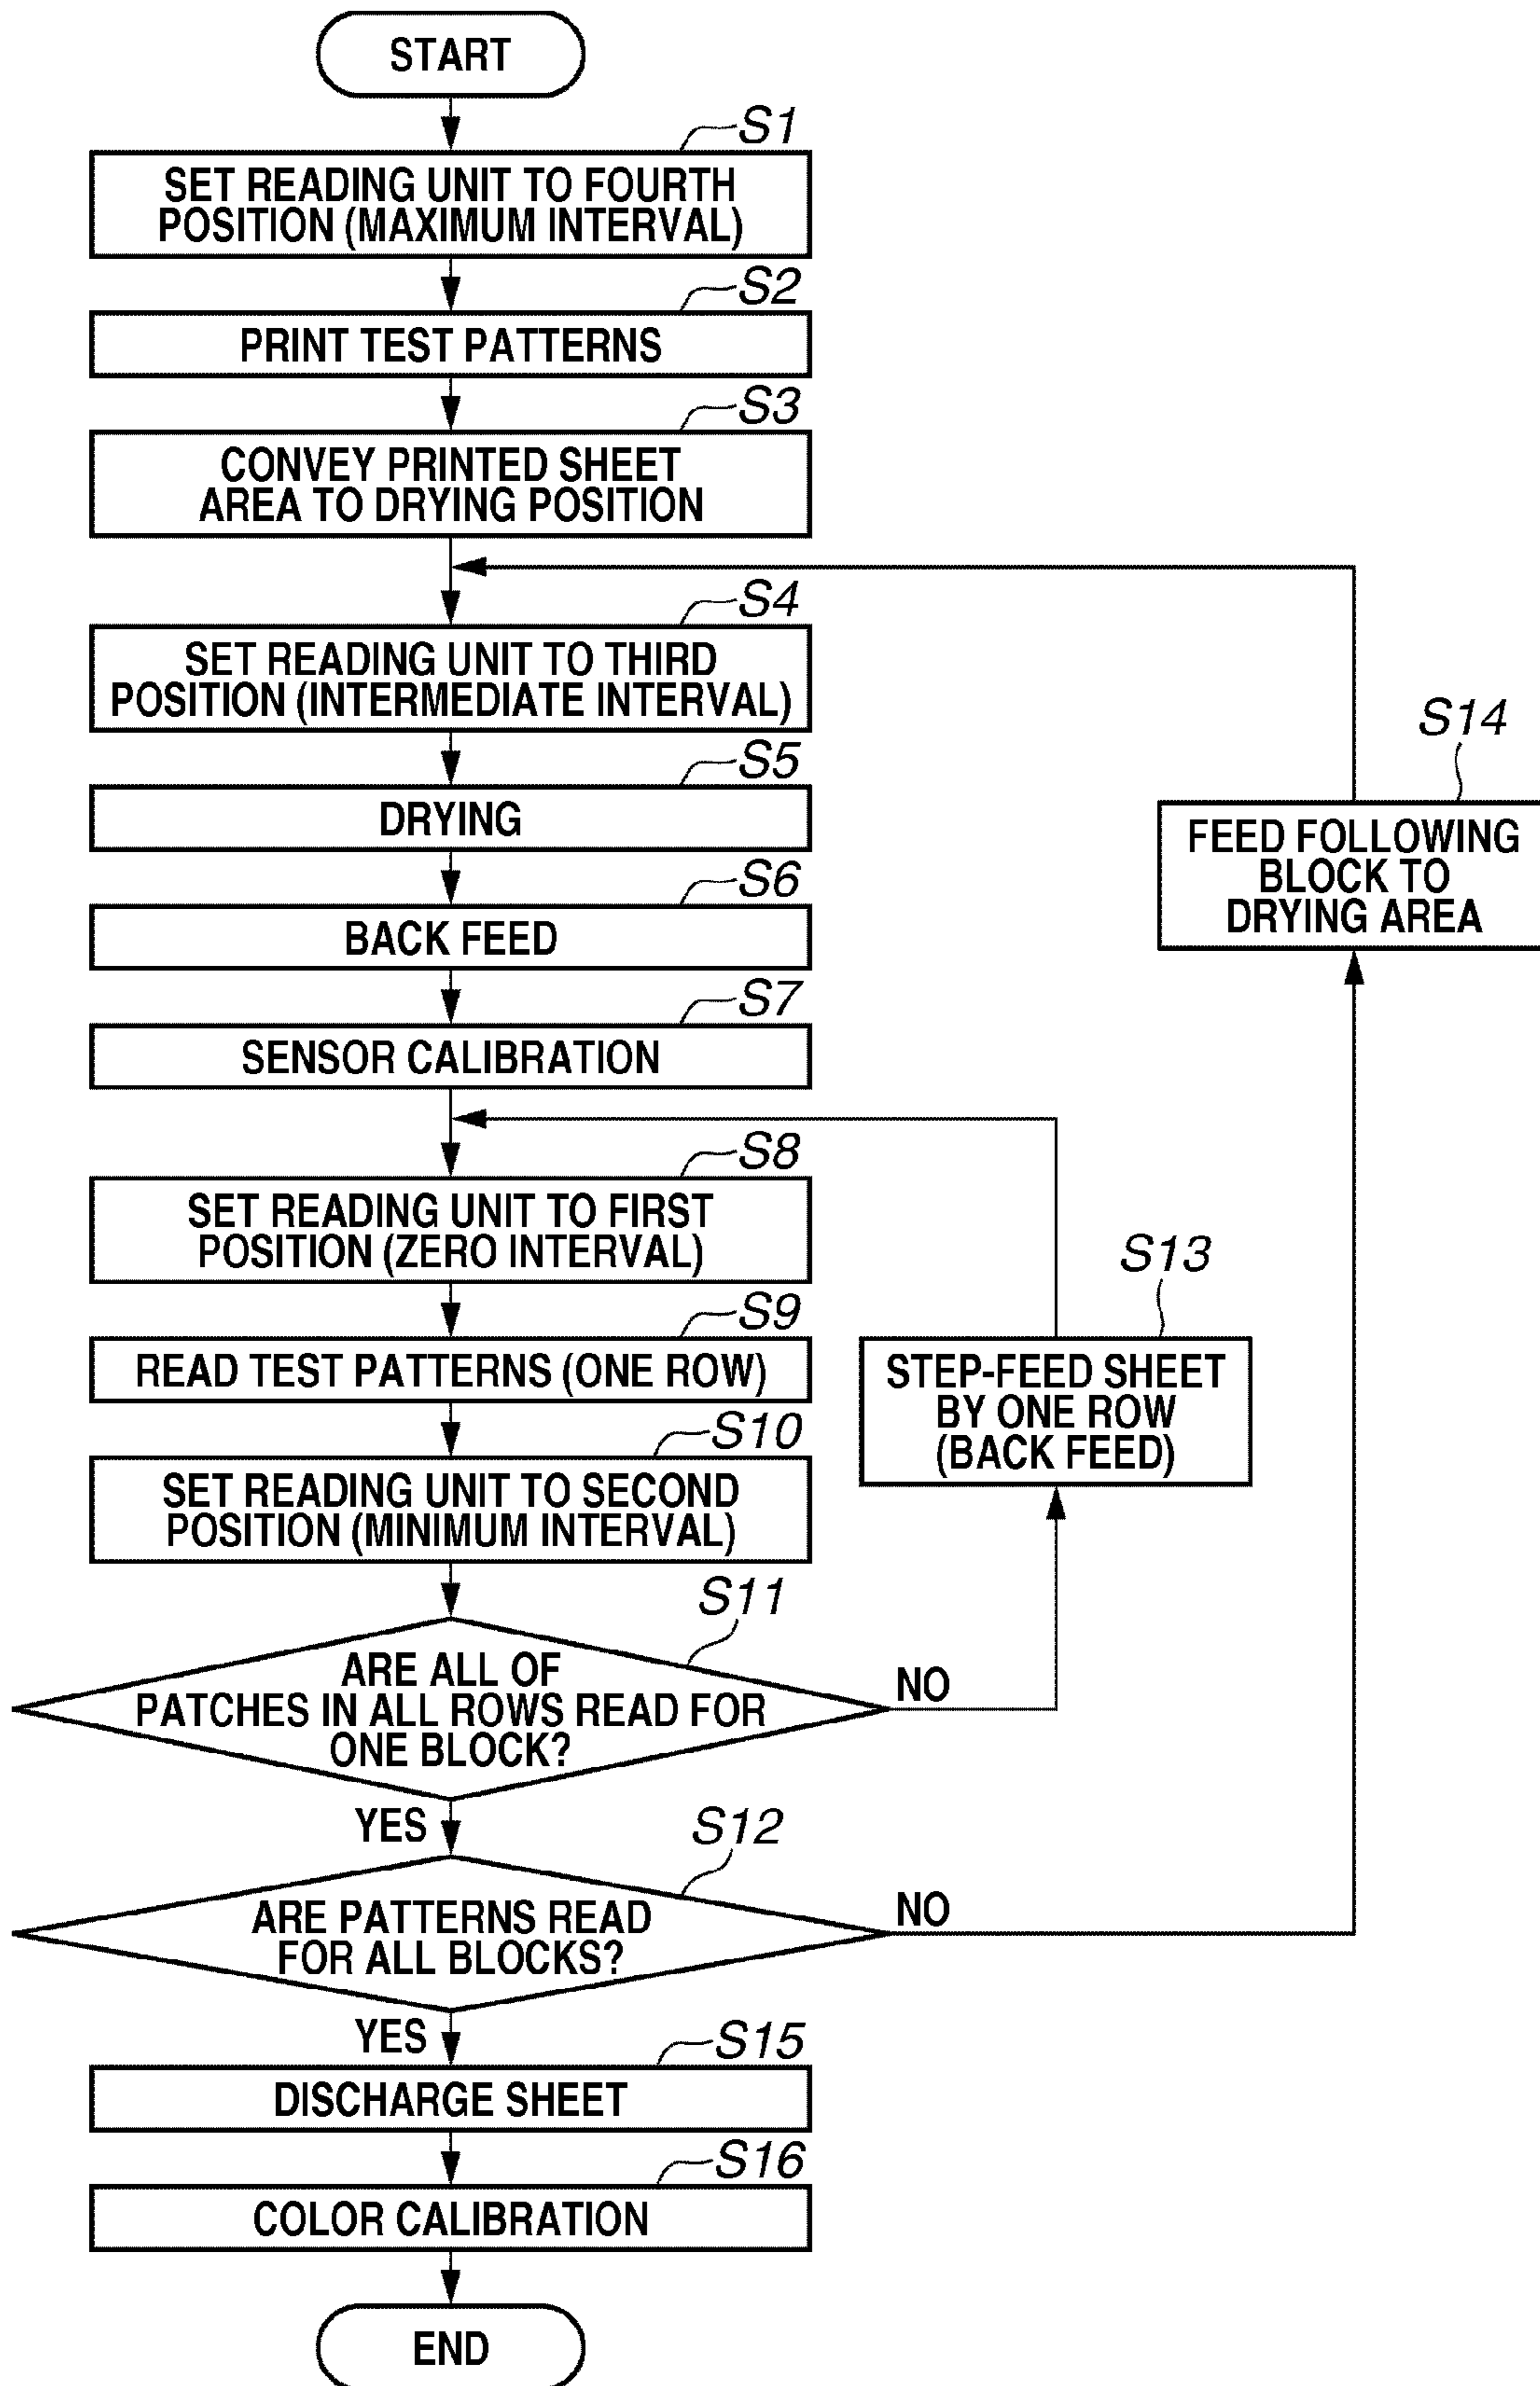 START
S1
SET READING UNIT TO FOURTH
POSITION (MAXIMUM INTERVAL)
S2
PRINT TEST PATTERNS
S3
CONVEY PRINTED SHEET
AREA TO DRYING POSITION
S4
SET READING UNIT TO THIRD
POSITION (INTERMEDIATE INTERVAL)
S5
DRYING
S6
BACK FEED
S7
SENSOR CALIBRATION
S8
SET READING UNIT TO FIRST
POSITION (ZERO INTERVAL)
S9
READ TEST PATTERNS (ONE ROW)
S10
SET READING UNIT TO SECOND
POSITION (MINIMUM INTERVAL)
S11
ARE ALL OF
PATCHES IN ALL ROWS READ FOR
ONE BLOCK?
NO
YES
S12
ARE PATTERNS READ
FOR ALL BLOCKS?
NO
YES
S13
STEP-FEED SHEET
BY ONE ROW
(BACK FEED)
S14
FEED FOLLOWING
BLOCK TO
DRYING AREA
S15
DISCHARGE SHEET
S16
COLOR CALIBRATION
END